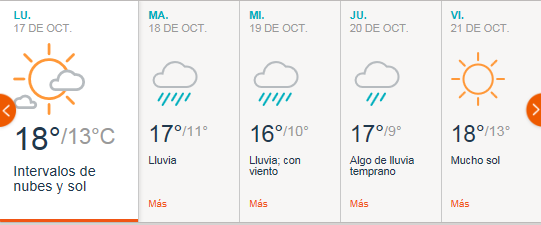 LU.
17 DE OCT.
18°/13°C
Intervalos de
nubes y sol
MA.
18 DE OCT.
17°/11°
Lluvia
Más
MI.
19 DE OCT.
16°/10°
Lluvia; con
viento
Más
JU.
20 DE OCT.
17°/9°
Algo de lluvia
temprano
Más
VI.
21 DE OCT.
18°/13°
Mucho sol
Más